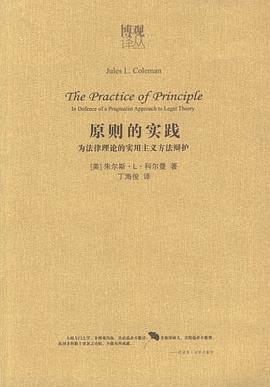 博观
译丛
Jules L. Coleman
The Practice of Principle
In Defence of a Pragmatist Approach to Legal Theory
原则的实践
为法律理论的实用主义方法辩护
[美] 朱尔斯·L·科尔曼 著
丁海俊 译